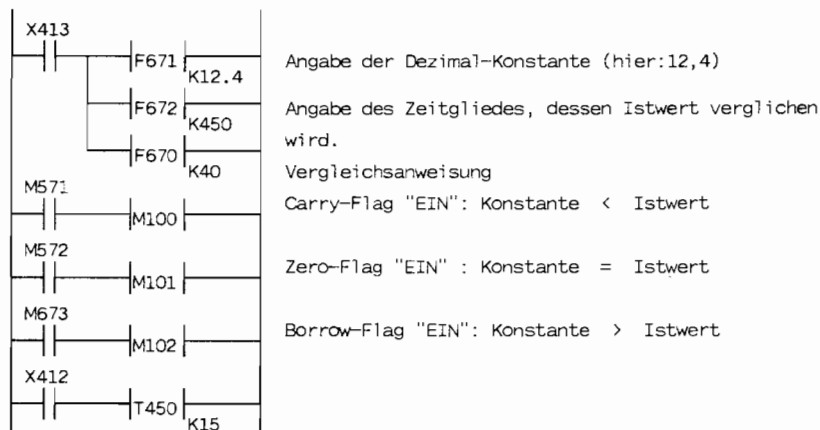 X413
F671
K12.4
Angabe der Dezimal-Konstante (hier:12,4)
F672
K450
Angabe des Zeitgliedes, dessen Istwert verglichen
wird.
F670
K40
Vergleichsanweisung
M571
M100
Carry-Flag "EIN": Konstante < Istwert
M572
M101
Zero-Flag "EIN" : Konstante = Istwert
M673
M102
Borrow-Flag "EIN": Konstante > Istwert
X412
T450
K15